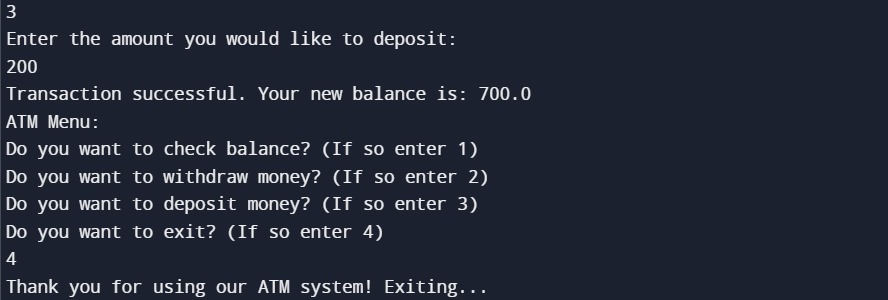 3
Enter the amount you would like to deposit:
200
Transaction successful. Your new balance is: 700.0
ATM Menu:
Do you want to check balance? (If so enter 1)
Do you want to withdraw money? (If so enter 2)
Do you want to deposit money? (If so enter 3)
Do you want to exit? (If so enter 4)
4
Thank you for using our ATM system! Exiting...